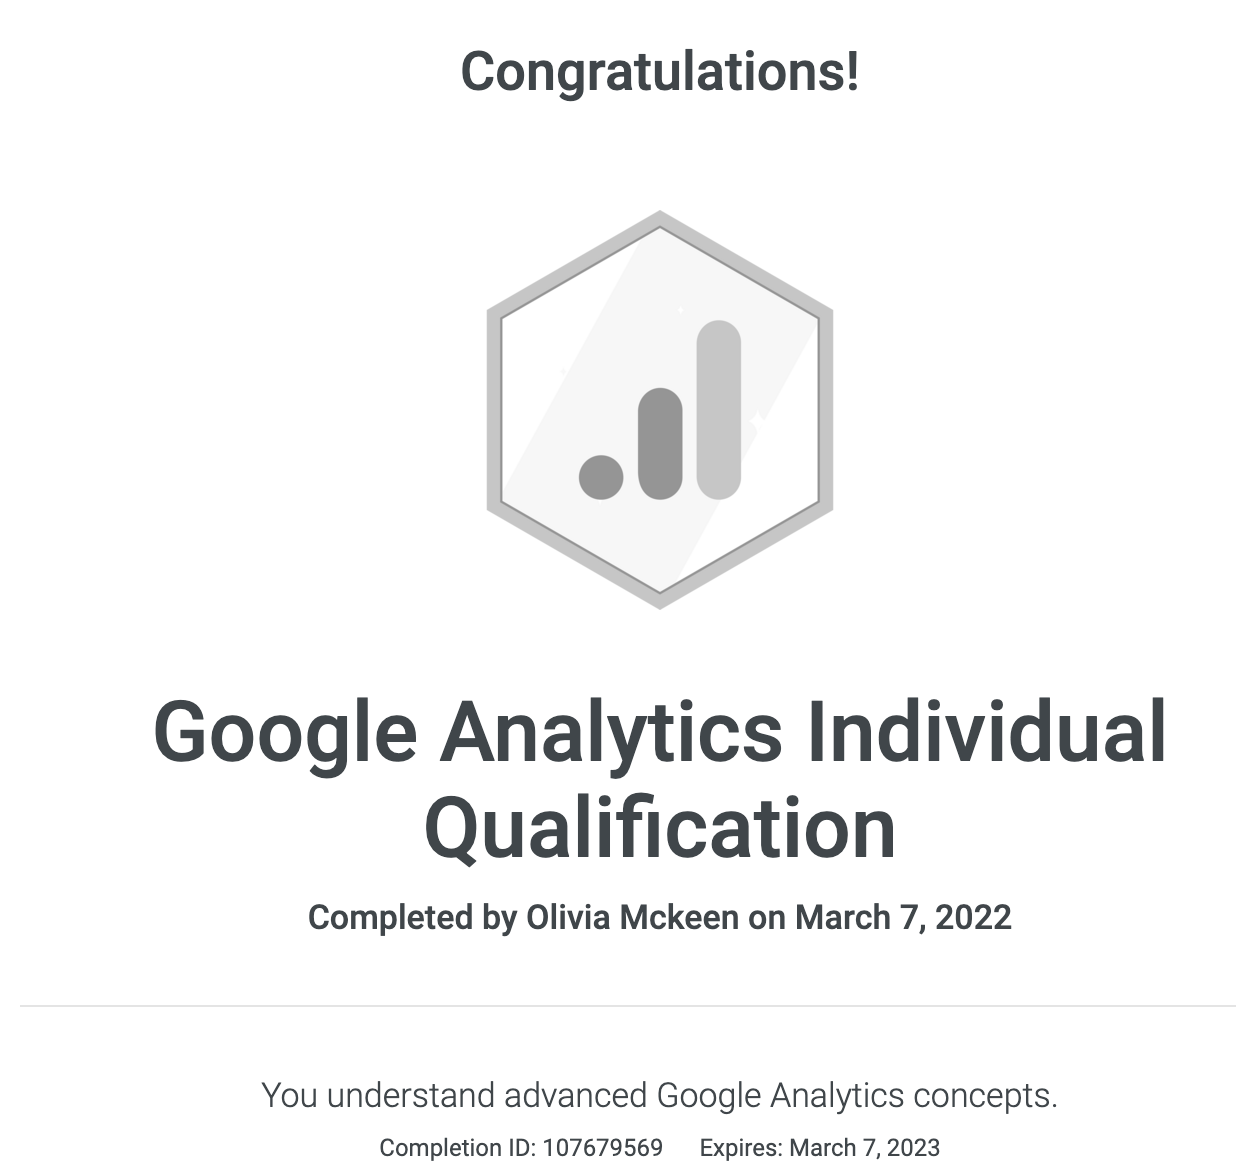 Congratulations!
Google Analytics Individual
Qualification
Completed by Olivia Mckeen on March 7, 2022
You understand advanced Google Analytics concepts.
Completion ID: 107679569 Expires: March 7, 2023